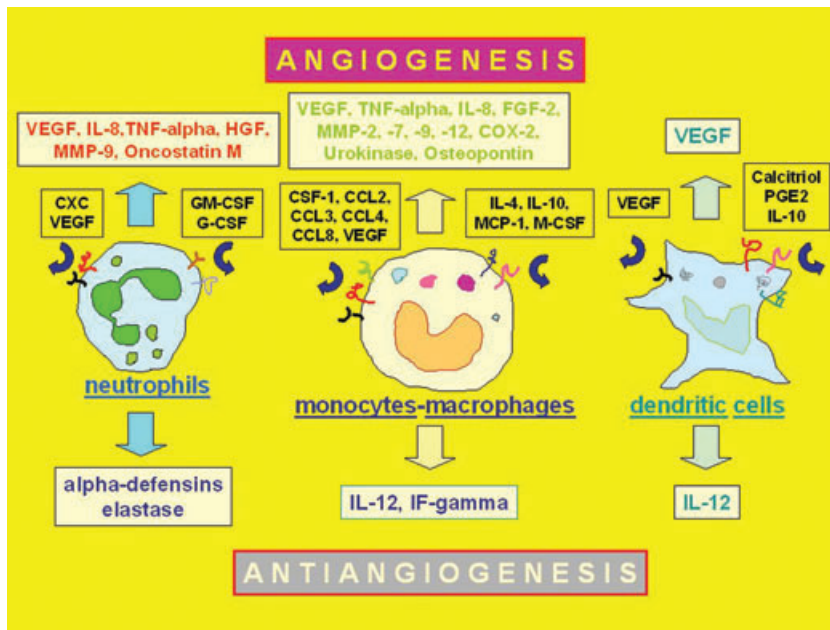 ANGIOGENESIS
VEGF, IL-8,TNF-alpha, HGF,
MMP-9, Oncostatin M
VEGF, TNF-alpha, IL-8, FGF-2,
MMP-2, -7, -9, -12, COX-2,
Urokinase, Osteopontin
VEGF
CXC
VEGF
GM-CSF
G-CSF
CSF-1, CCL2,
CCL3, CCL4,
CCL8, VEGF
IL-4, IL-10,
MCP-1, M-CSF
VEGF
Calcitriol
PGE2
IL-10
neutrophils
monocytes-macrophages
dendritic cells
alpha-defensins
elastase
IL-12, IF-gamma
IL-12
ANTIANGIOGENESIS